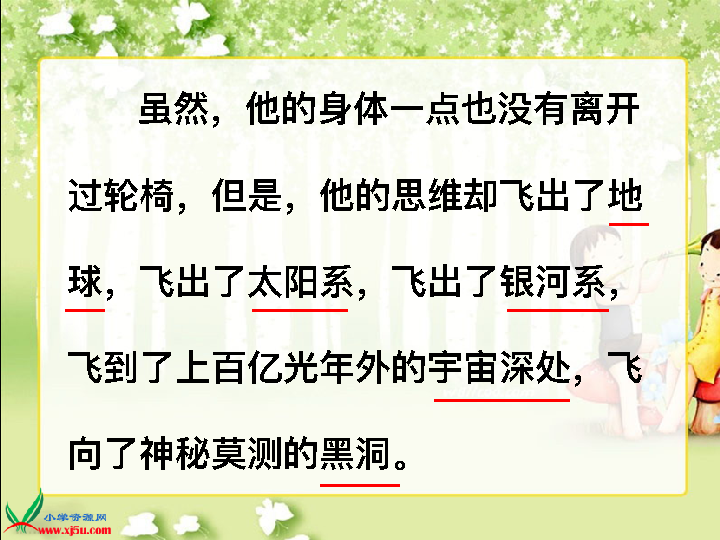 虽然，他的身体一点也没有离开
过轮椅，但是，他的思维却飞出了地
球，飞出了太阳系，飞出了银河系，
飞到了上百亿光年外的宇宙深处，飞
向了神秘莫测的黑洞。
小学资源网
www.xj5u.com